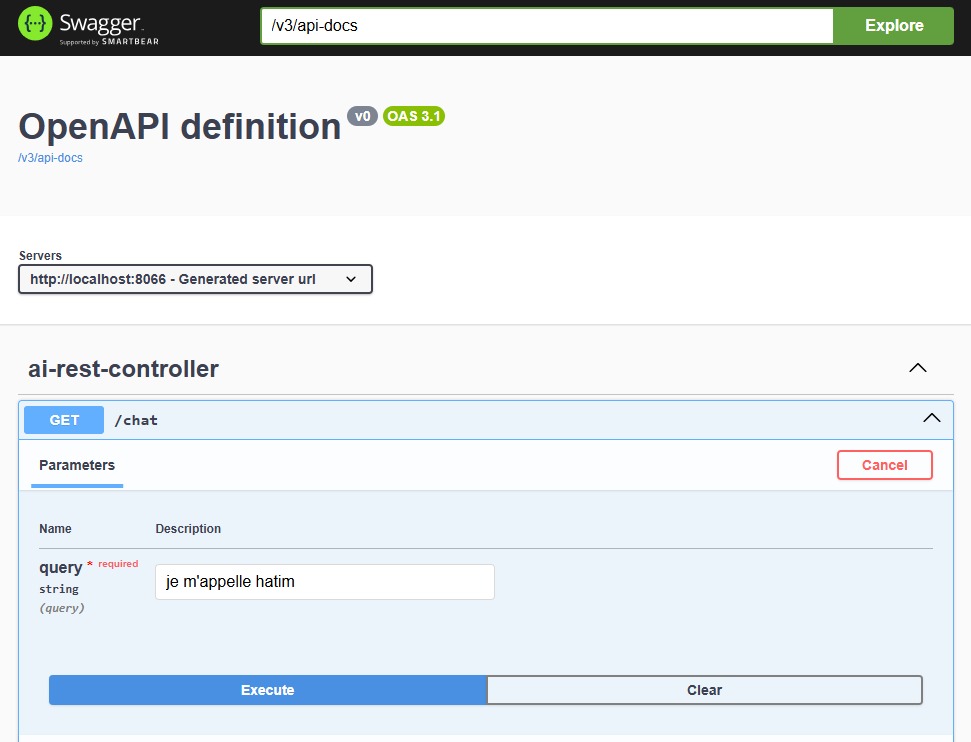 Swagger
Supported by SMARTBEAR
/v3/api-docs
Explore
OpenAPI definition v0 OAS 3.1
/v3/api-docs
Servers
http://localhost:8066 - Generated server url
ai-rest-controller
GET /chat
Parameters Cancel
Name Description
query * required
je m'appelle hatim
string
(query)
Execute Clear